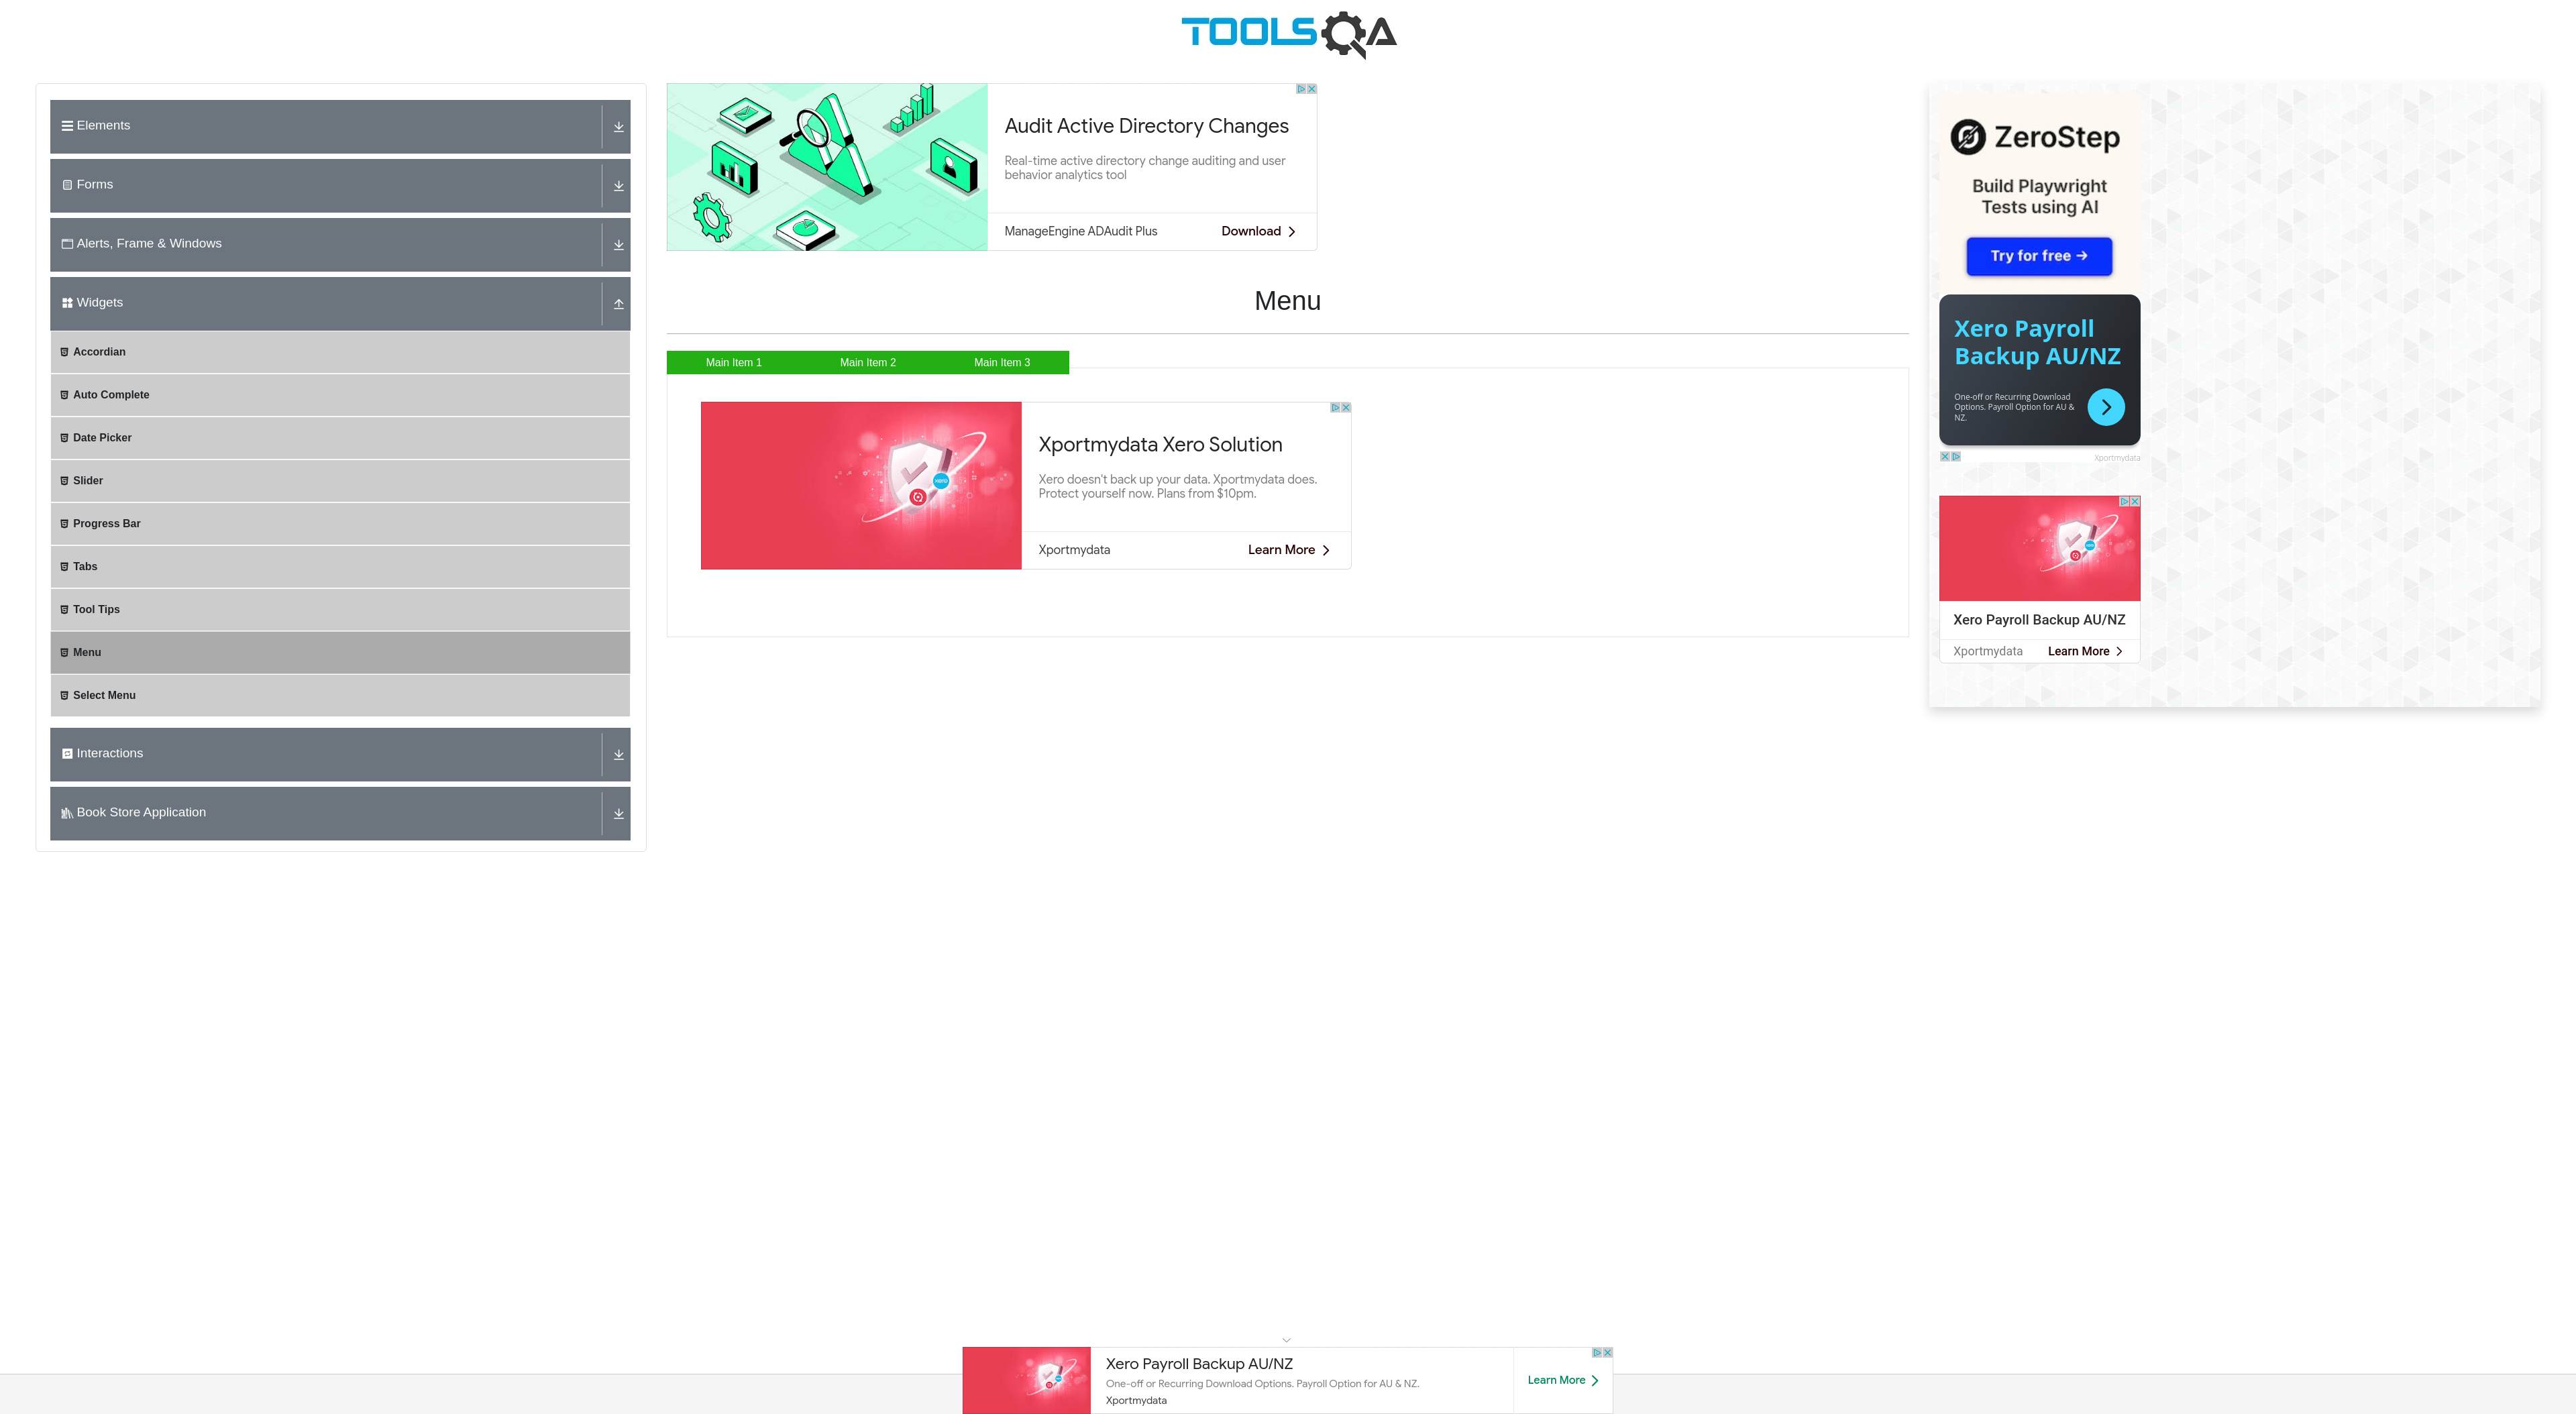 TOOLSQA
Elements
Forms
Alerts, Frame & Windows
Widgets
Accordian
Auto Complete
Date Picker
Slider
Progress Bar
Tabs
Tool Tips
Menu
Select Menu
Interactions
Book Store Application
Audit Active Directory Changes
Real-time active directory change auditing and user
behavior analytics tool
ManageEngine ADAudit Plus
Download
Menu
Main Item 1
Main Item 2
Main Item 3
Xportmydata Xero Solution
Xero doesn't back up your data. Xportmydata does.
Protect yourself now. Plans from $10pm.
Xportmydata
Learn More
xero
ZeroStep
Build Playwright
Tests using AI
Try for free →
Xero Payroll
Backup AU/NZ
One-off or Recurring Download
Options. Payroll Option for AU &
NZ.
Xportmydata
Xero Payroll Backup AU/NZ
Xportmydata
Learn More
Xero Payroll Backup AU/NZ
One-off or Recurring Download Options. Payroll Option for AU & NZ.
Xportmydata
Learn More